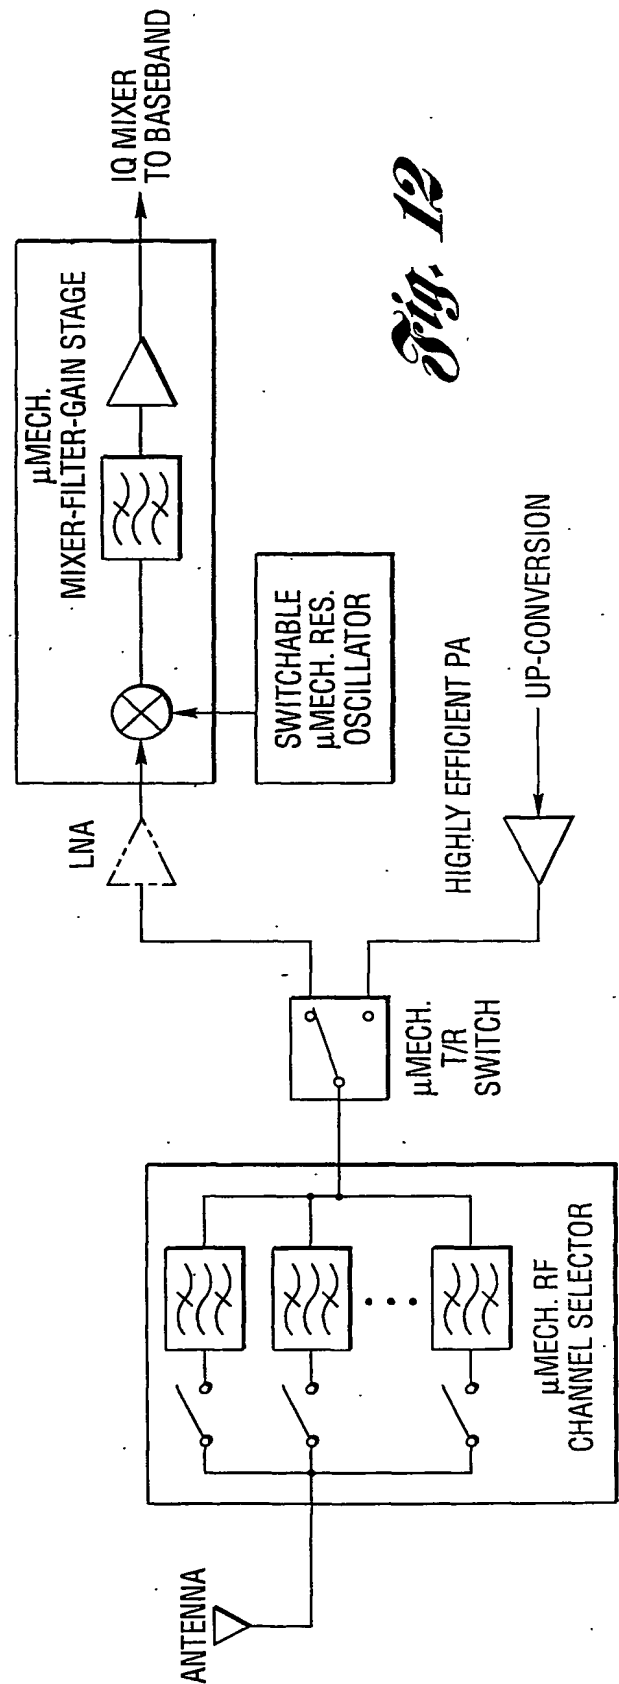 ANTENNA
µMECH. RF
CHANNEL SELECTOR
µMECH.
T/R
SWITCH
LNA
µMECH.
MIXER-FILTER-GAIN STAGE
SWITCHABLE
µMECH. RES.
OSCILLATOR
IQ MIXER
TO BASEBAND
HIGHLY EFFICIENT PA
UP-CONVERSION
Fig. 12